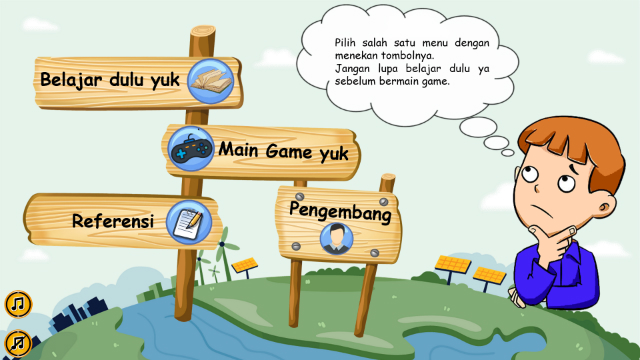 Pilih salah satu menu dengan
menekan tombolnya.
Jangan lupa belajar dulu ya
sebelum bermain game.
Belajar dulu yuk
Main Game yuk
Referensi
Pengembang